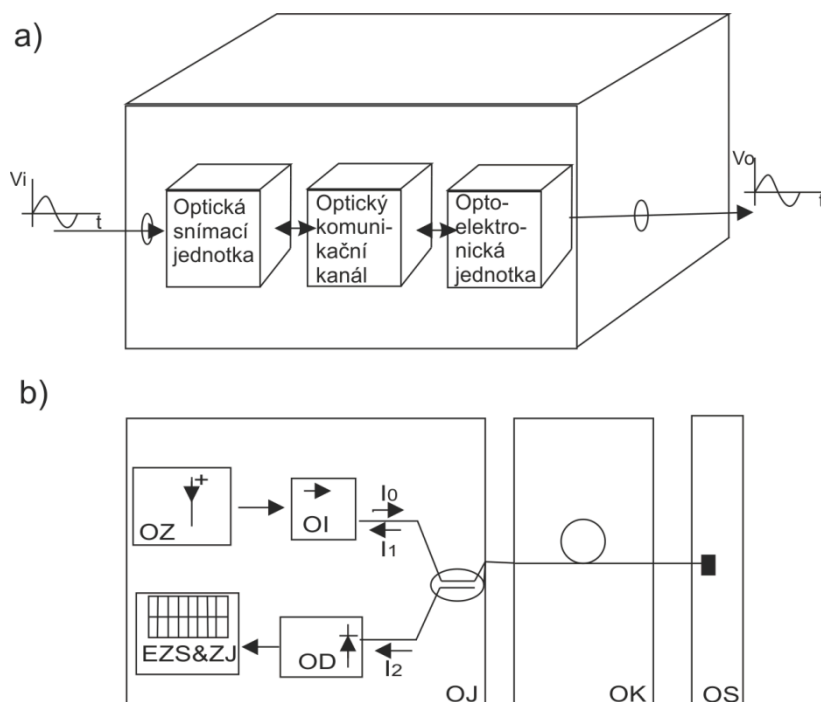 a)
Vi
t
Optická
snímací
jednotka
Optický
komuni-
kační
kanál
Opto-
elektro-
nická
jednotka
Vo
t
b)
OZ
+
OI
I0
I1
EZS&ZJ
OD
I2
OJ
OK
OS